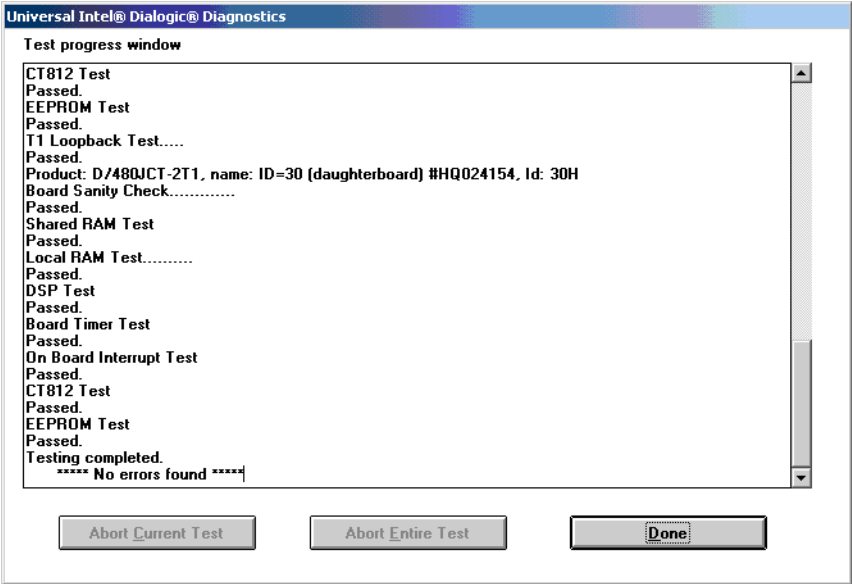 Universal Intel® Dialogic® Diagnostics
Test progress window
CT812 Test
Passed.
EEPROM Test
Passed.
T1 Loopback Test.....
Passed.
Product: D/480JCT-2T1, name: ID=30 (daughterboard) #HQ024154, Id: 30H
Board Sanity Check.............
Passed.
Shared RAM Test
Passed.
Local RAM Test..........
Passed.
DSP Test
Passed.
Board Timer Test
Passed.
On Board Interrupt Test
Passed.
CT812 Test
Passed.
EEPROM Test
Passed.
Testing completed.
***** No errors found *****
Abort Current Test Abort Entire Test Done